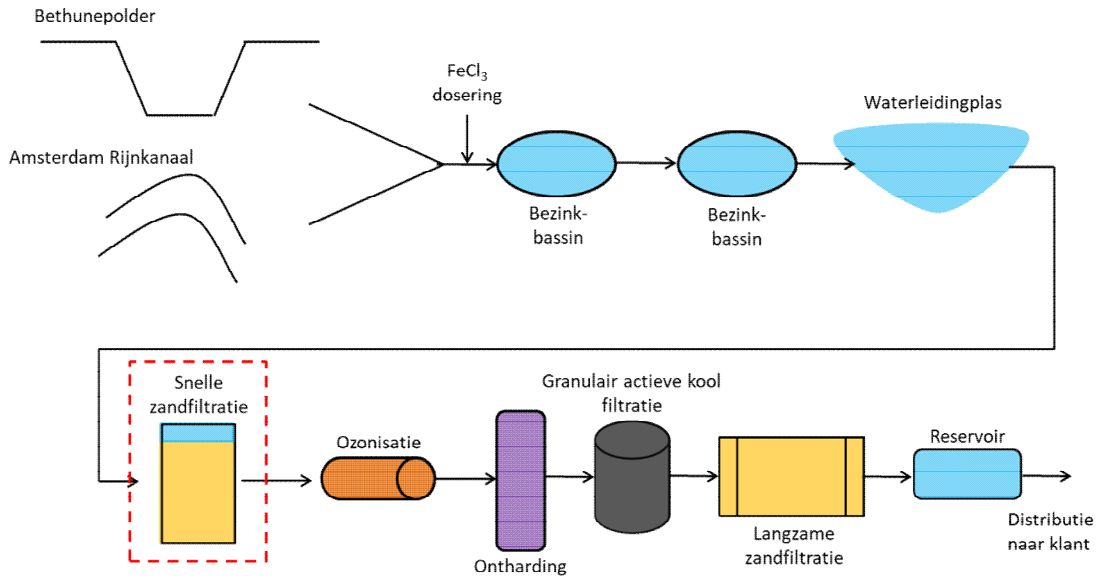 Bethunepolder
FeCl₃
dosering
Waterleidingplas
Amsterdam Rijnkanaal
Bezink-
bassin
Bezink-
bassin
Snelle
zandfiltratie
Ozonisatie
Ontharding
Granulair actieve kool
filtratie
Langzame
zandfiltratie
Reservoir
Distributie
naar klant